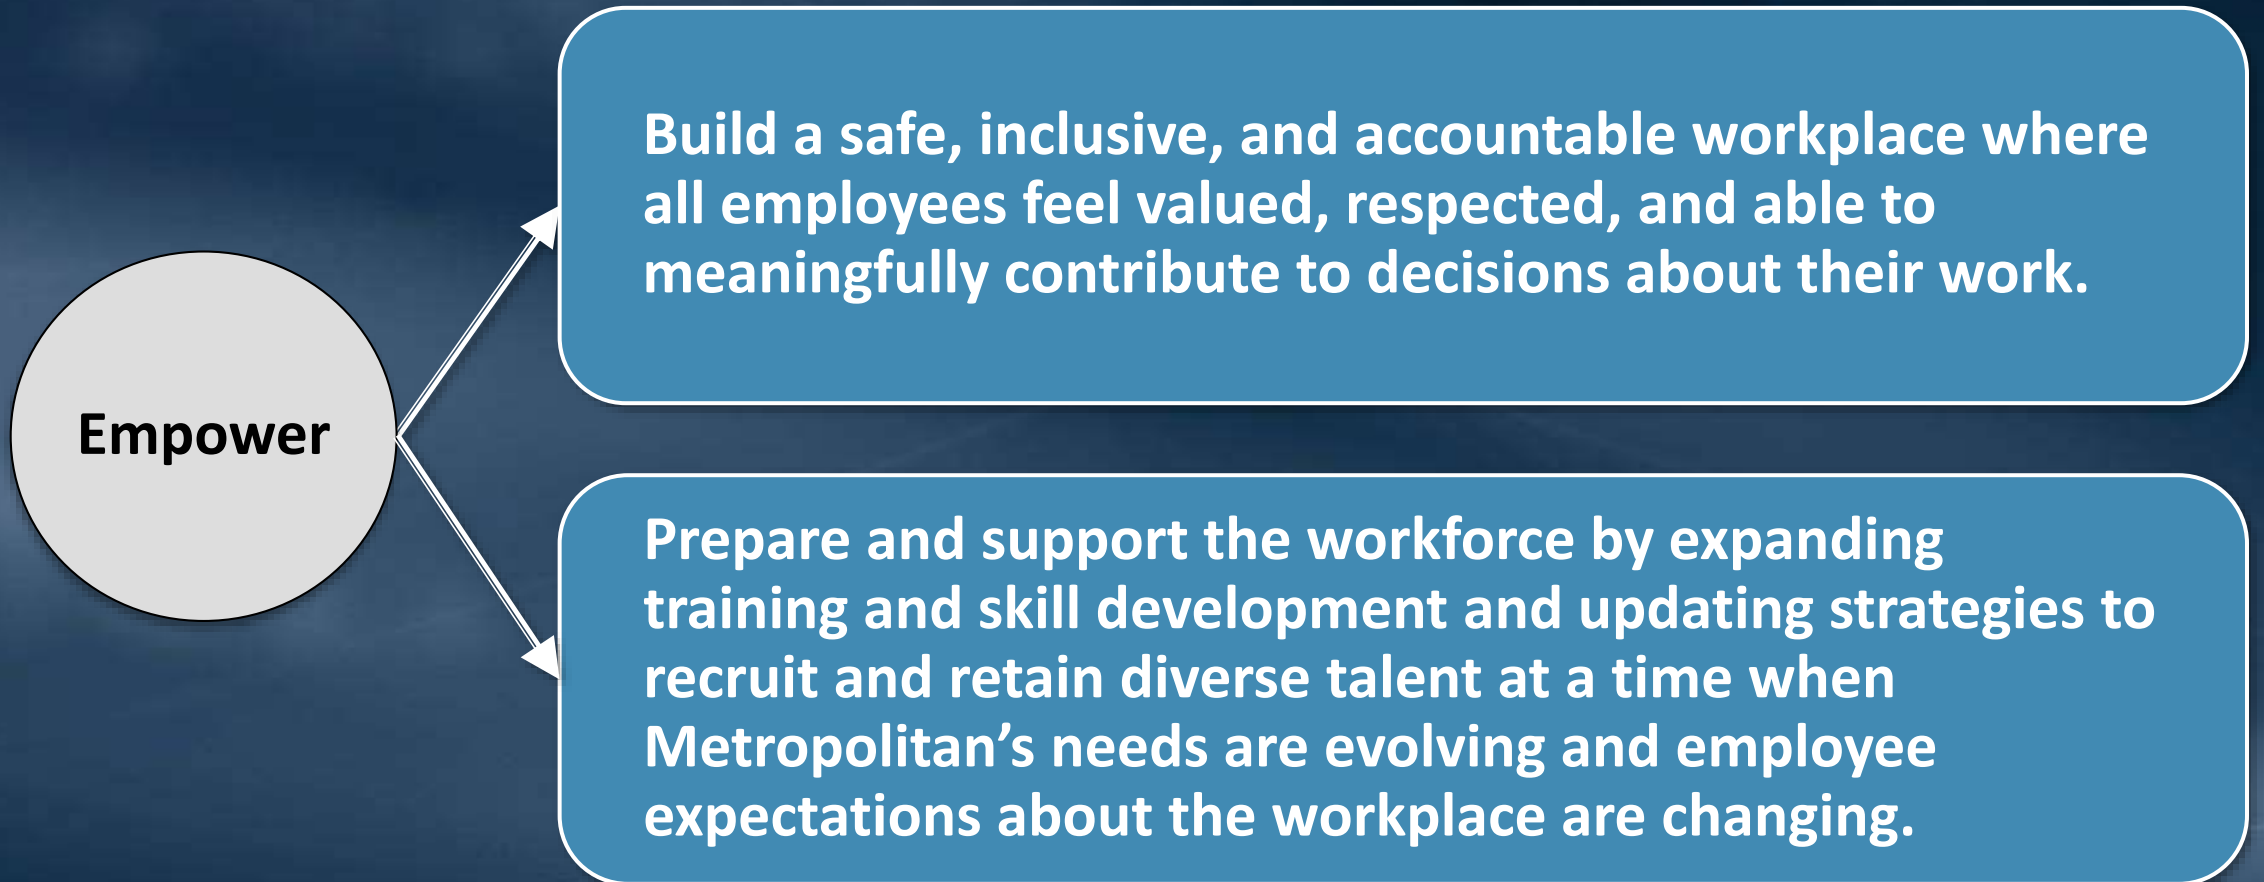 Empower
Build a safe, inclusive, and accountable workplace where
all employees feel valued, respected, and able to
meaningfully contribute to decisions about their work.
Prepare and support the workforce by expanding
training and skill development and updating strategies to
recruit and retain diverse talent at a time when
Metropolitan’s needs are evolving and employee
expectations about the workplace are changing.